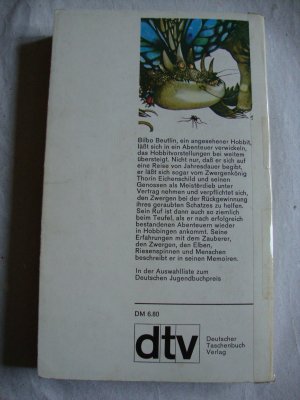 Bilbo Beutlin, ein angesehener Hobbit,
läßt sich in ein Abenteuer verwickeln,
das Hobbitvorstellungen bei weitem
übersteigt. Nicht nur, daß er sich auf
eine Reise von Jahresdauer begibt,
er läßt sich sogar vom Zwergenkönig
Thorin Eichenschild und seinen
Genossen als Meisterdieb unter
Vertrag nehmen und verpflichtet sich,
den Zwergen bei der Rückgewinnung
ihres geraubten Schatzes zu helfen.
Sein Ruf ist dann auch so ziemlich
beim Teufel, als er nach erfolgreich
bestandenen Abenteuern wieder
in Hobbingen ankommt. Seine
Erfahrungen mit dem Zauberer,
den Zwergen, den Elben,
Riesenspinnen und Menschen
beschreibt er in seinen Memoiren.
In der Auswahlliste zum
Deutschen Jugendbuchpreis
DM 6.80
dtv
Deutscher
Taschenbuch
Verlag